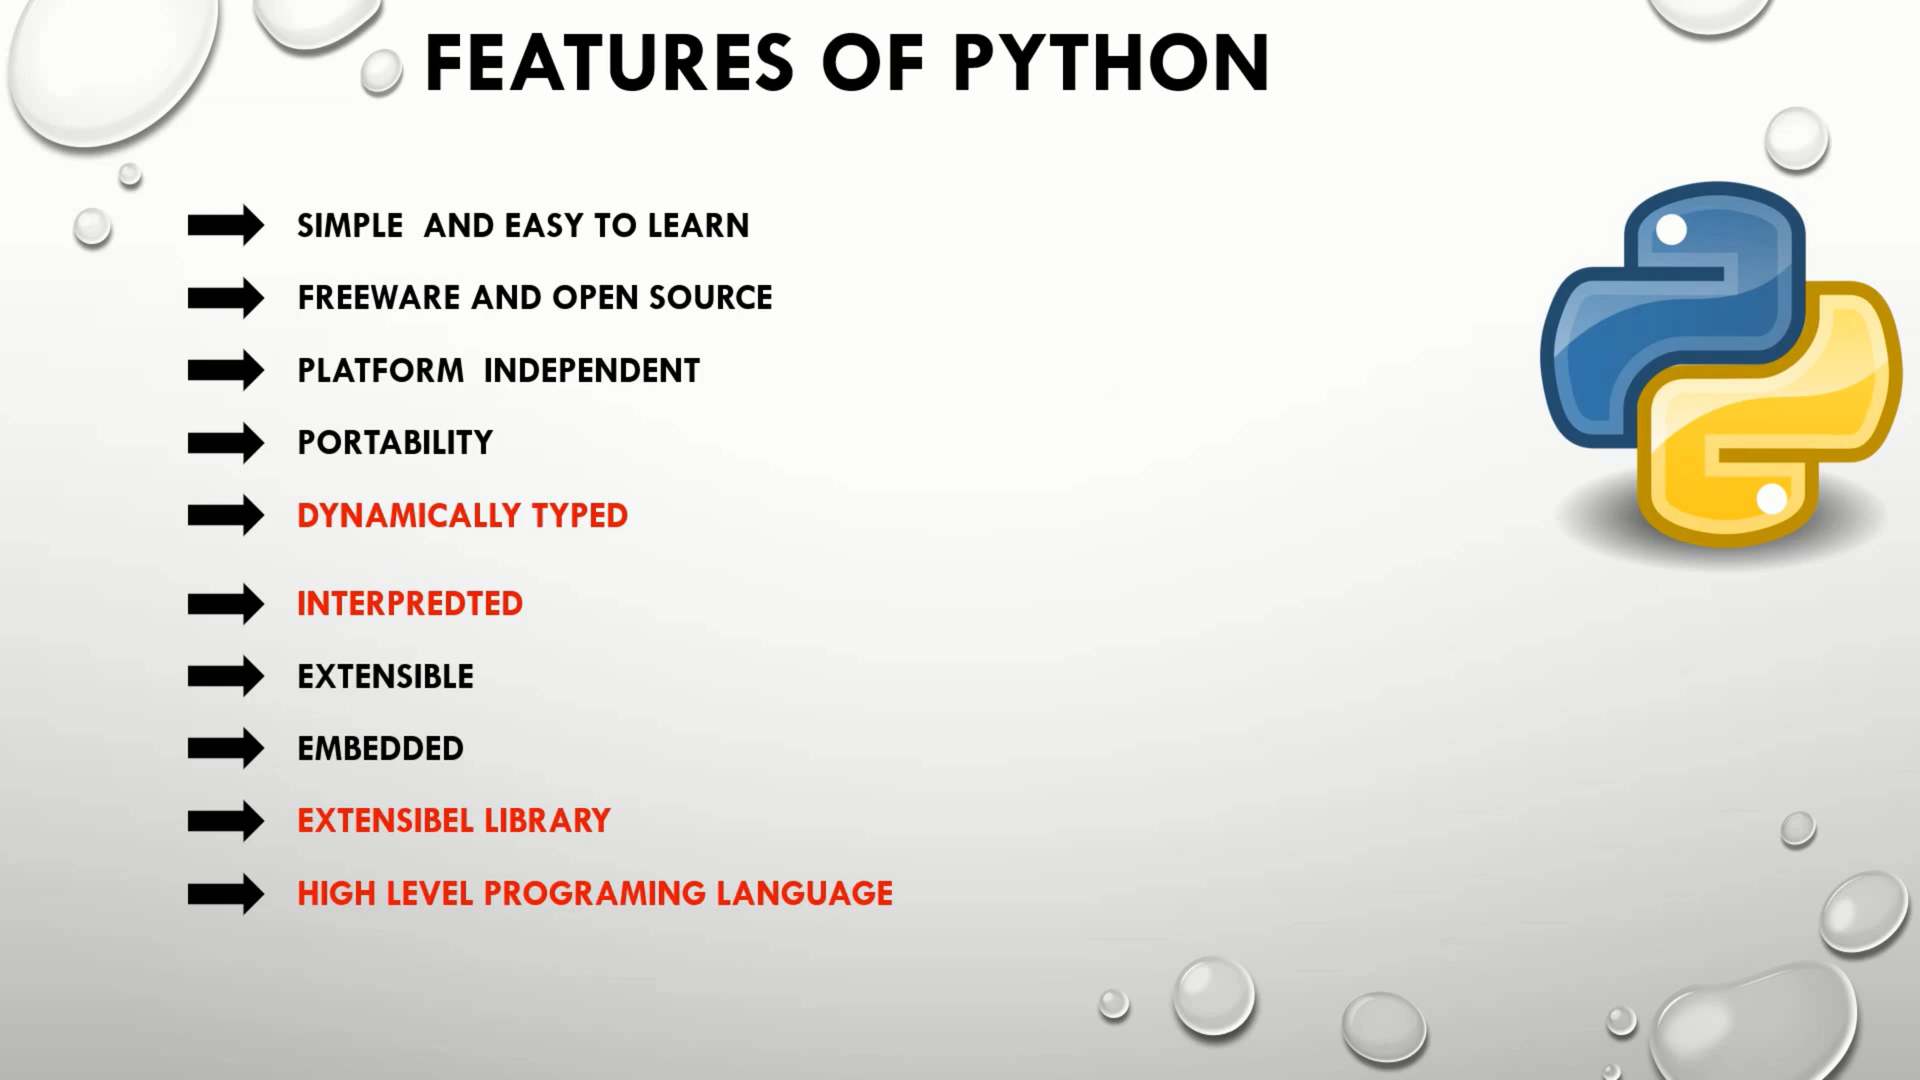 FEATURES OF PYTHON
SIMPLE AND EASY TO LEARN
FREEWARE AND OPEN SOURCE
PLATFORM INDEPENDENT
PORTABILITY
DYNAMICALLY TYPED
INTERPREDTED
EXTENSIBLE
EMBEDDED
EXTENSIBEL LIBRARY
HIGH LEVEL PROGRAMING LANGUAGE